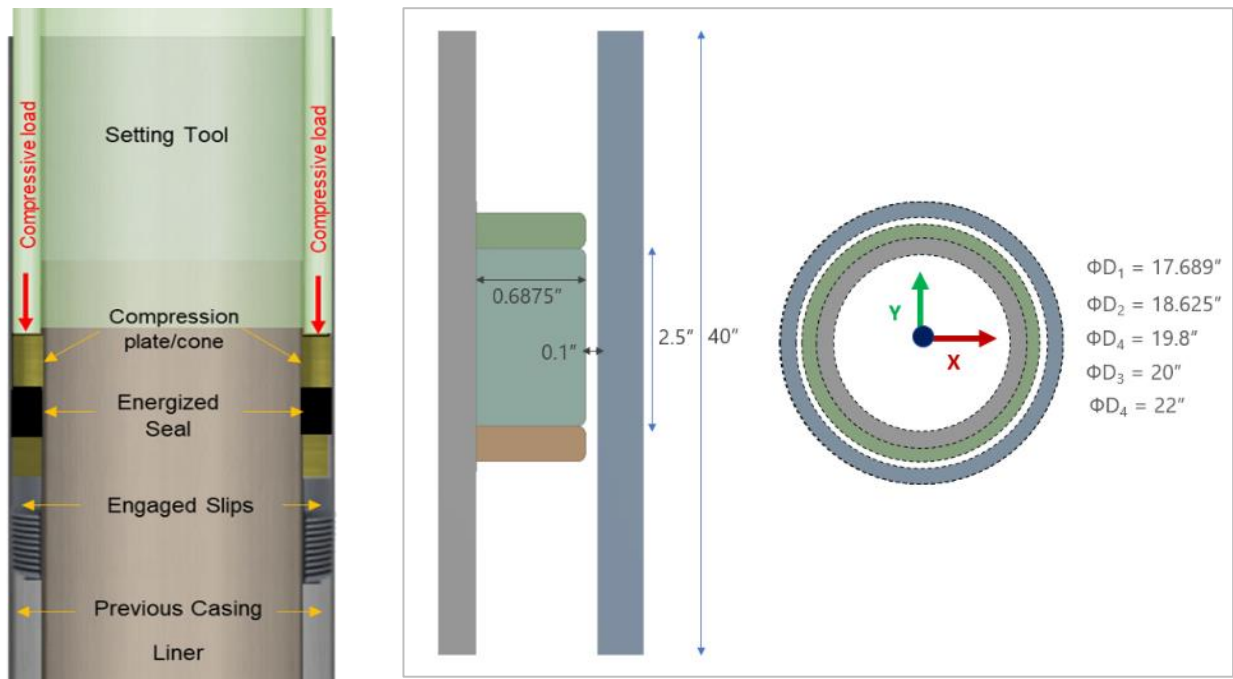 Compressive load
Compressive load
Setting Tool
Compression
plate/cone
Energized
Seal
Engaged Slips
Previous Casing
Liner
0.6875"
0.1"
2.5"
40"
Y
X
ΦD₁ = 17.689"
ΦD₂ = 18.625"
ΦD₄ = 19.8"
ΦD₃ = 20"
ΦD₄ = 22"